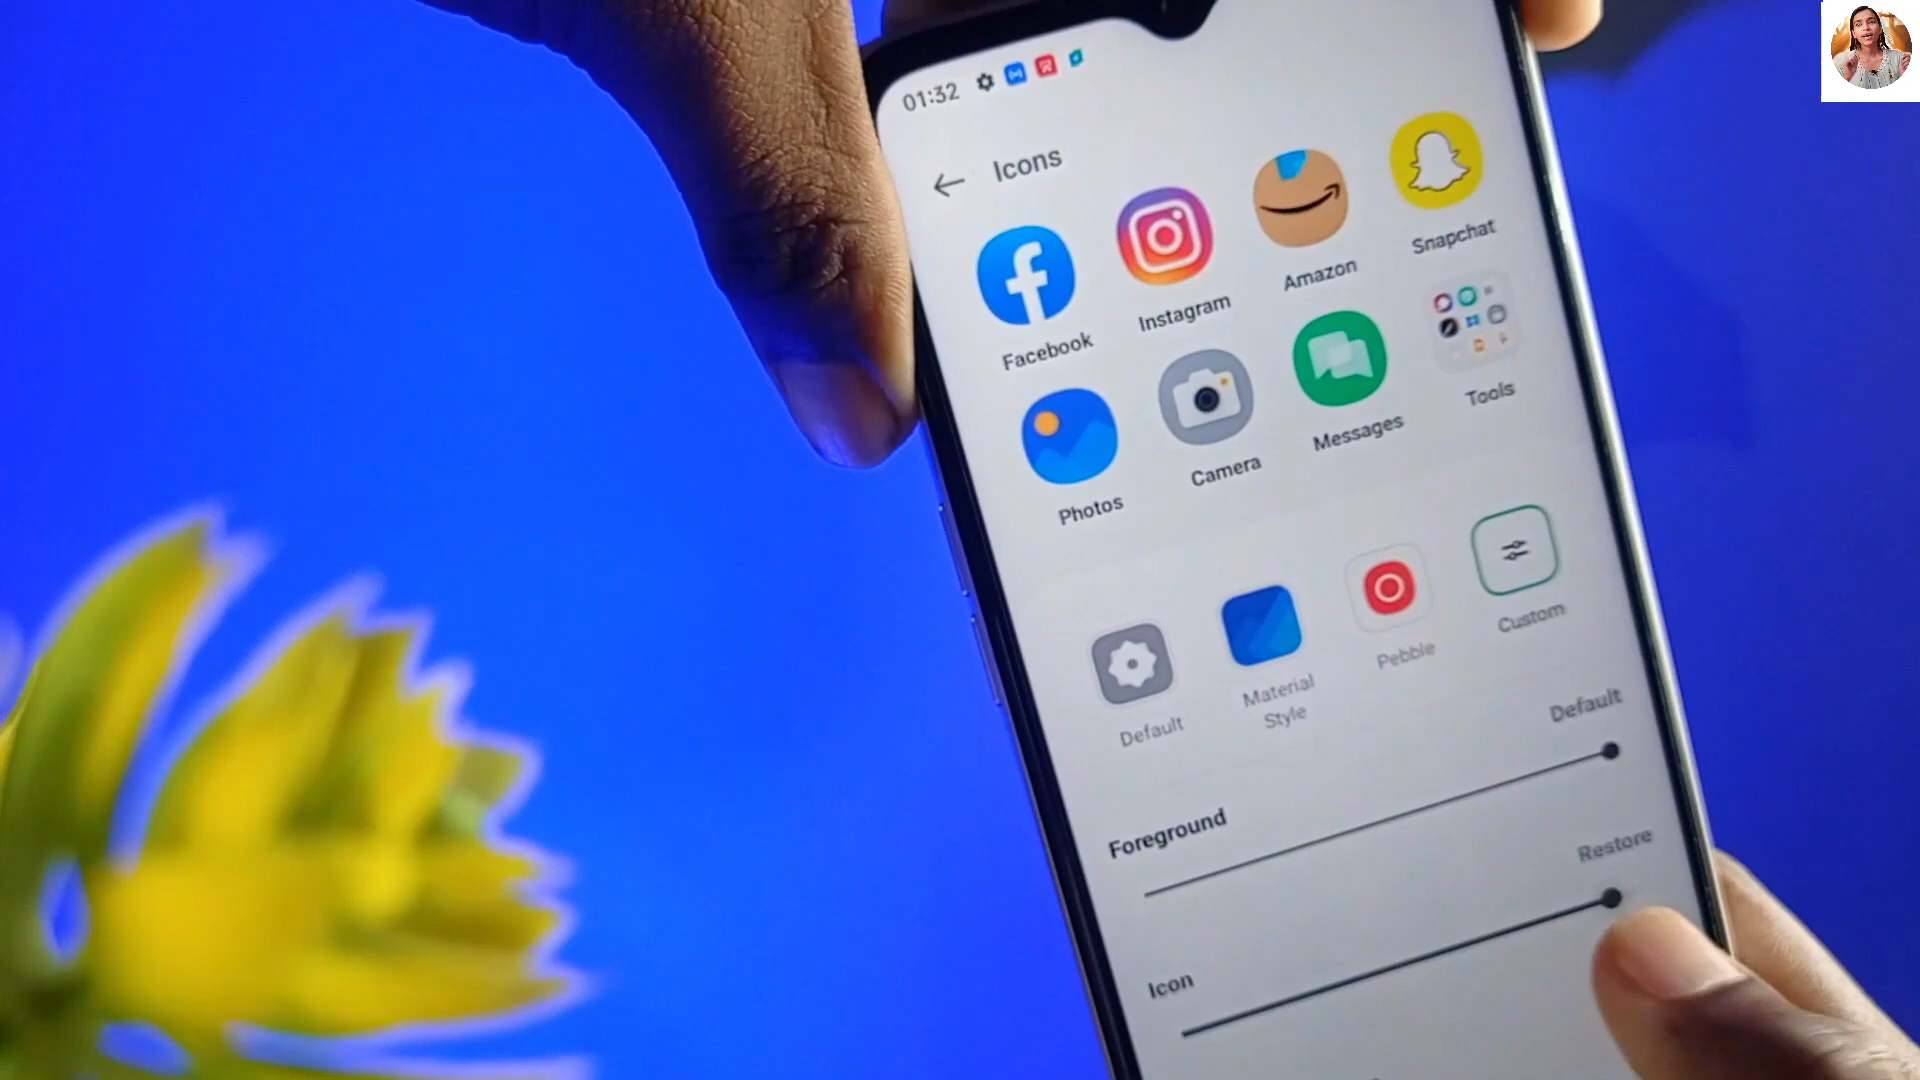 01:32
Icons
Facebook
Instagram
Amazon
Snapchat
Photos
Camera
Messages
Tools
Default
Material
Style
Pebble
Custom
Default
Foreground
Restore
Icon